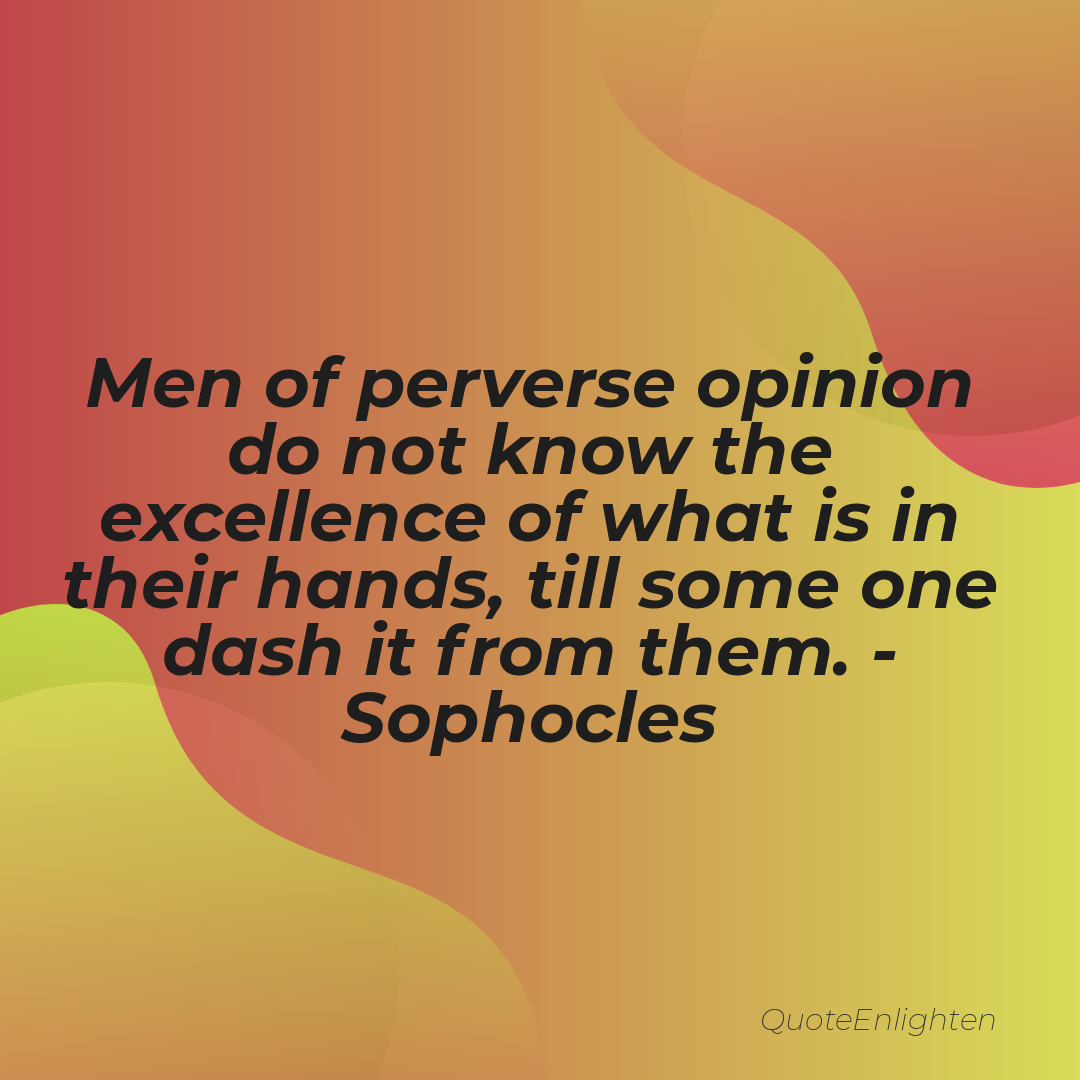 Men of perverse opinion
do not know the
excellence of what is in
their hands, till some one
dash it from them. -
Sophocles
QuoteEnlighten